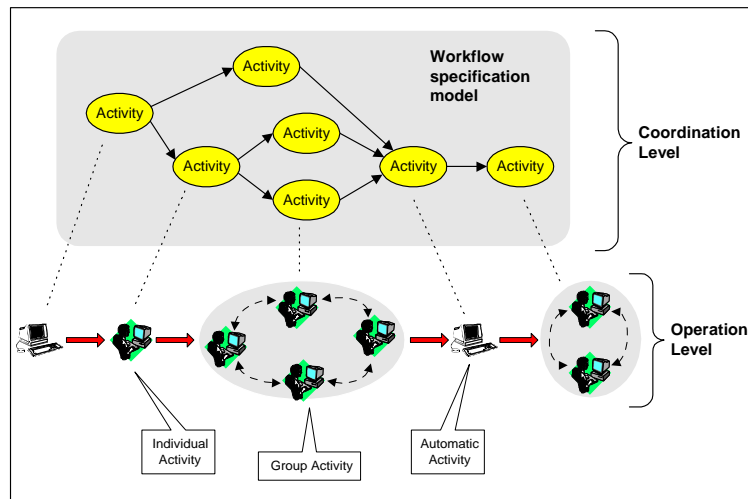 Workflow
specification
model
Activity
Activity
Activity
Activity
Activity
Activity
Activity
Coordination
Level
Operation
Level
Individual
Activity
Group Activity
Automatic
Activity